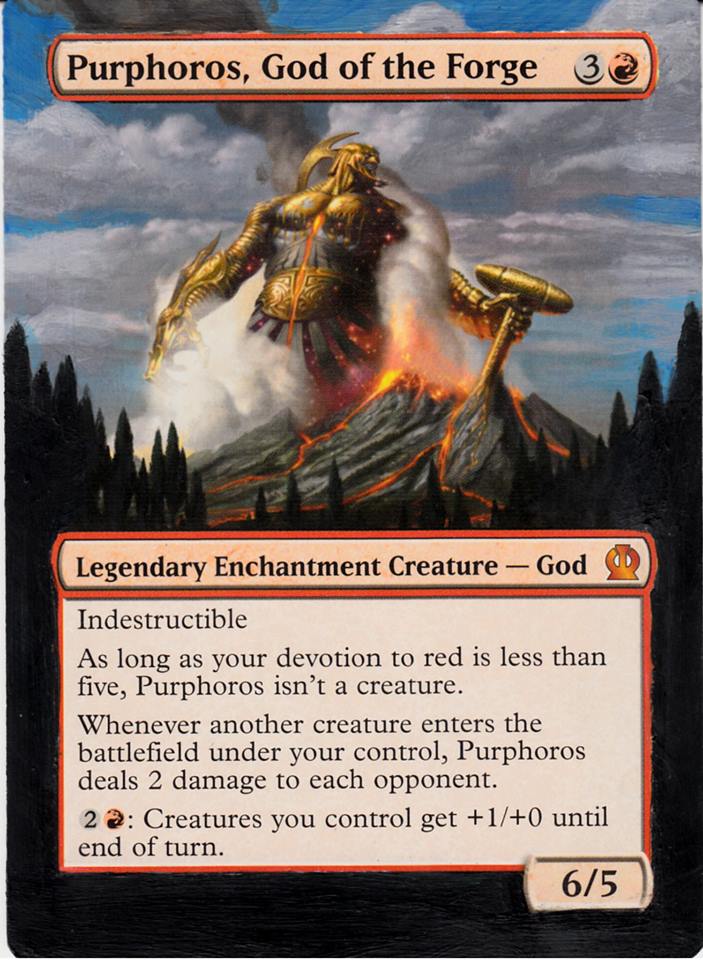 Purphoros, God of the Forge 3
Legendary Enchantment Creature — God
Indestructible
As long as your devotion to red is less than
five, Purphoros isn't a creature.
Whenever another creature enters the
battlefield under your control, Purphoros
deals 2 damage to each opponent.
2 : Creatures you control get +1/+0 until
end of turn.
6/5